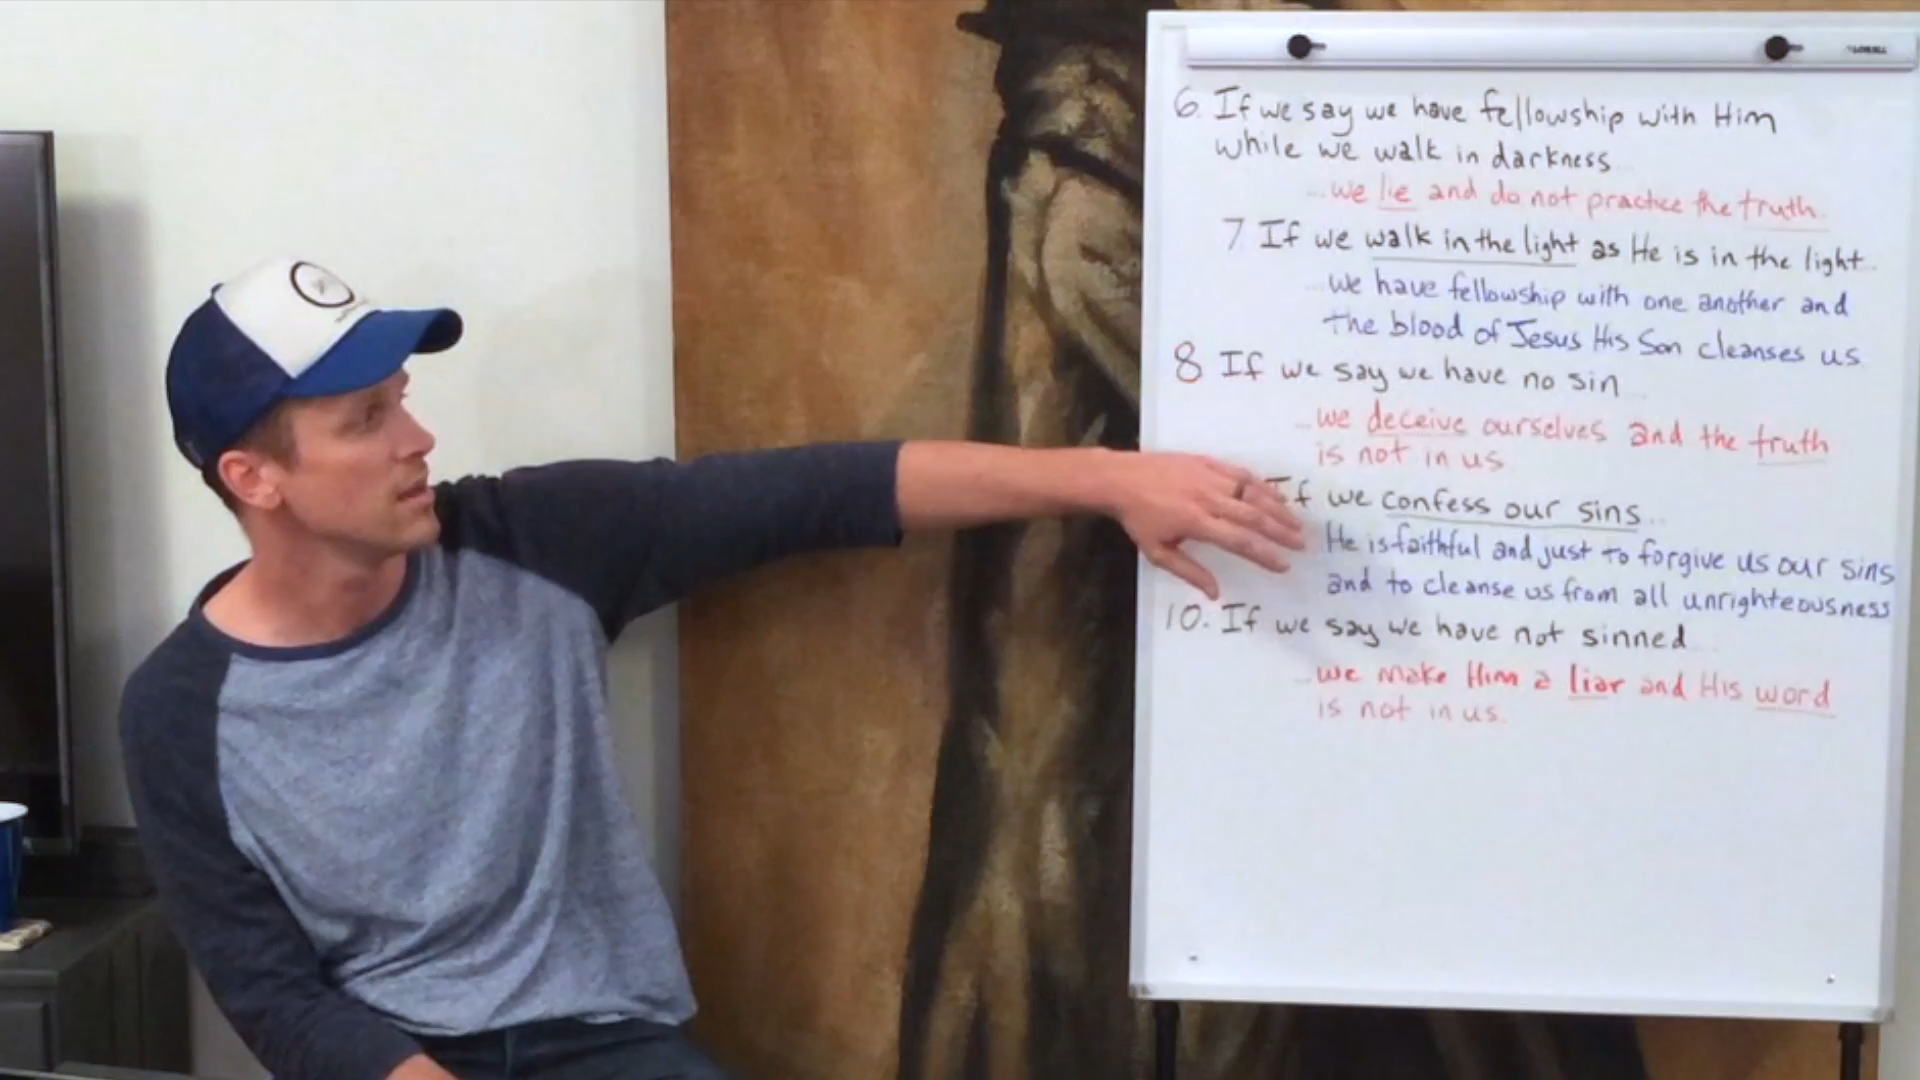 6. If we say we have fellowship with Him
while we walk in darkness...
...we lie and do not practice the truth.
7 If we walk in the light as He is in the light...
...we have fellowship with one another and
the blood of Jesus His Son cleanses us
8 If we say we have no sin...
...we deceive ourselves and the truth
is not in us
If we confess our sins...
He is faithful and just to forgive us our sins
and to cleanse us from all unrighteousness
10. If we say we have not sinned...
...we make Him a liar and His word
is not in us.